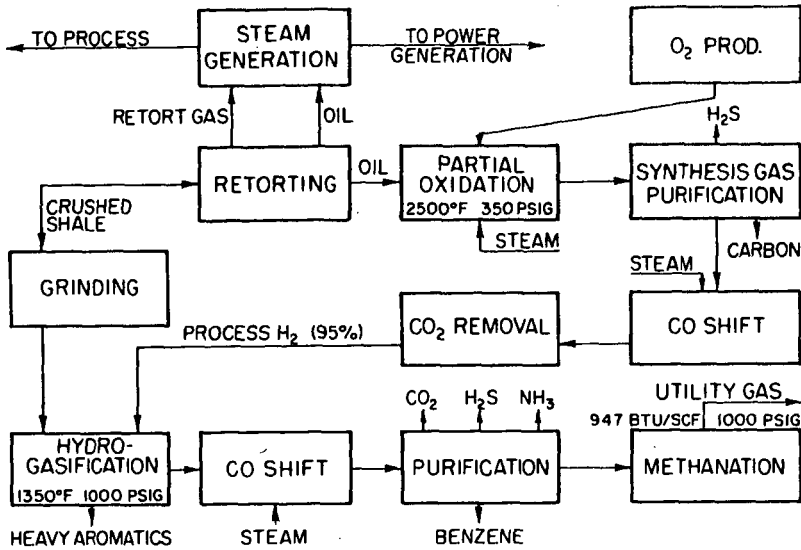 TO PROCESS
STEAM
GENERATION
TO POWER
GENERATION
O₂ PROD.
RETORT GAS
OIL
H₂S
RETORTING
OIL
PARTIAL
OXIDATION
2500°F 350 PSIG
SYNTHESIS GAS
PURIFICATION
CRUSHED
SHALE
STEAM
CARBON
GRINDING
STEAM
CO₂ REMOVAL
CO SHIFT
PROCESS H₂ (95%)
CO₂
H₂S
NH₃
UTILITY GAS
947 BTU/SCF 1000 PSIG
HYDRO-
GASIFICATION
1350°F 1000 PSIG
CO SHIFT
PURIFICATION
METHANATION
HEAVY AROMATICS
STEAM
BENZENE